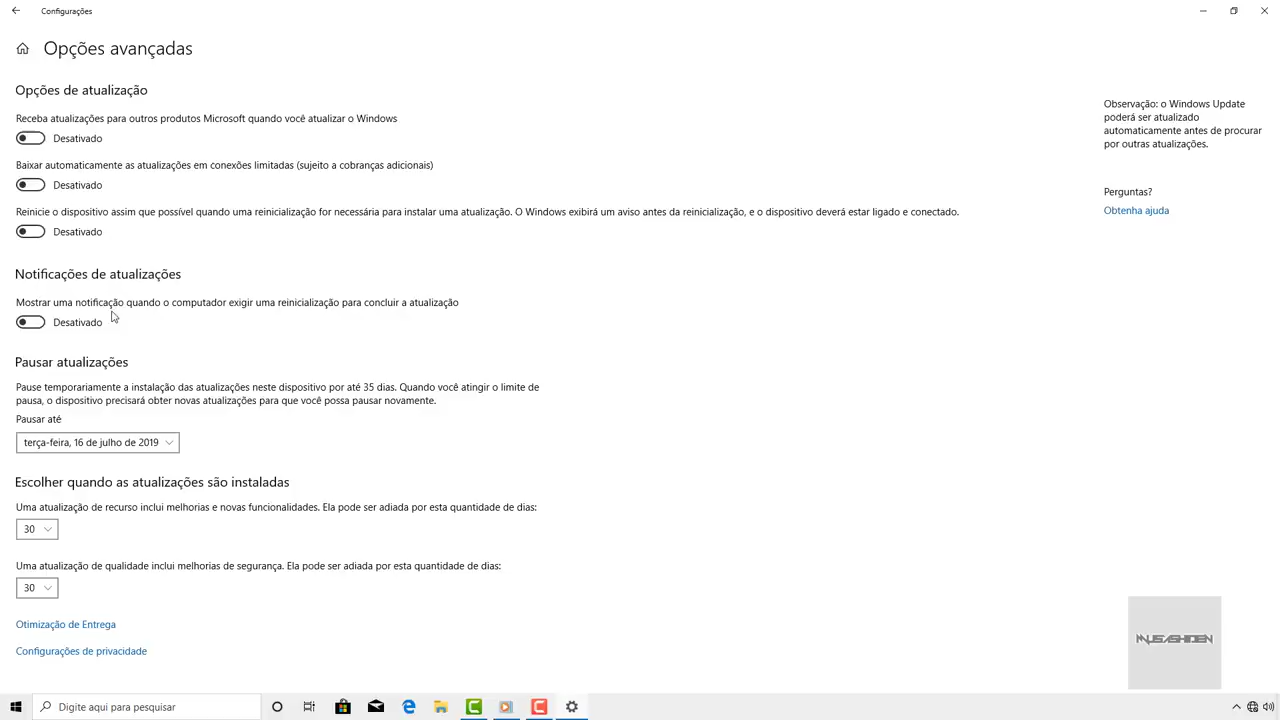 Configurações
Opções avançadas
Opções de atualização
Receba atualizações para outros produtos Microsoft quando você atualizar o Windows
Desativado
Baixar automaticamente as atualizações em conexões limitadas (sujeito a cobranças adicionais)
Desativado
Reinicie o dispositivo assim que possível quando uma reinicialização for necessária para instalar uma atualização. O Windows exibirá um aviso antes da reinicialização, e o dispositivo deverá estar ligado e conectado.
Desativado
Notificações de atualizações
Mostrar uma notificação quando o computador exigir uma reinicialização para concluir a atualização
Desativado
Pausar atualizações
Pause temporariamente a instalação das atualizações neste dispositivo por até 35 dias. Quando você atingir o limite de
pausa, o dispositivo precisará obter novas atualizações para que você possa pausar novamente.
Pausar até
terça-feira, 16 de julho de 2019
Escolher quando as atualizações são instaladas
Uma atualização de recurso inclui melhorias e novas funcionalidades. Ela pode ser adiada por esta quantidade de dias:
30
Uma atualização de qualidade inclui melhorias de segurança. Ela pode ser adiada por esta quantidade de dias:
30
Otimização de Entrega
Configurações de privacidade
Observação: o Windows Update
poderá ser atualizado
automaticamente antes de procurar
por outras atualizações.
Perguntas?
Obtenha ajuda
Digite aqui para pesquisar